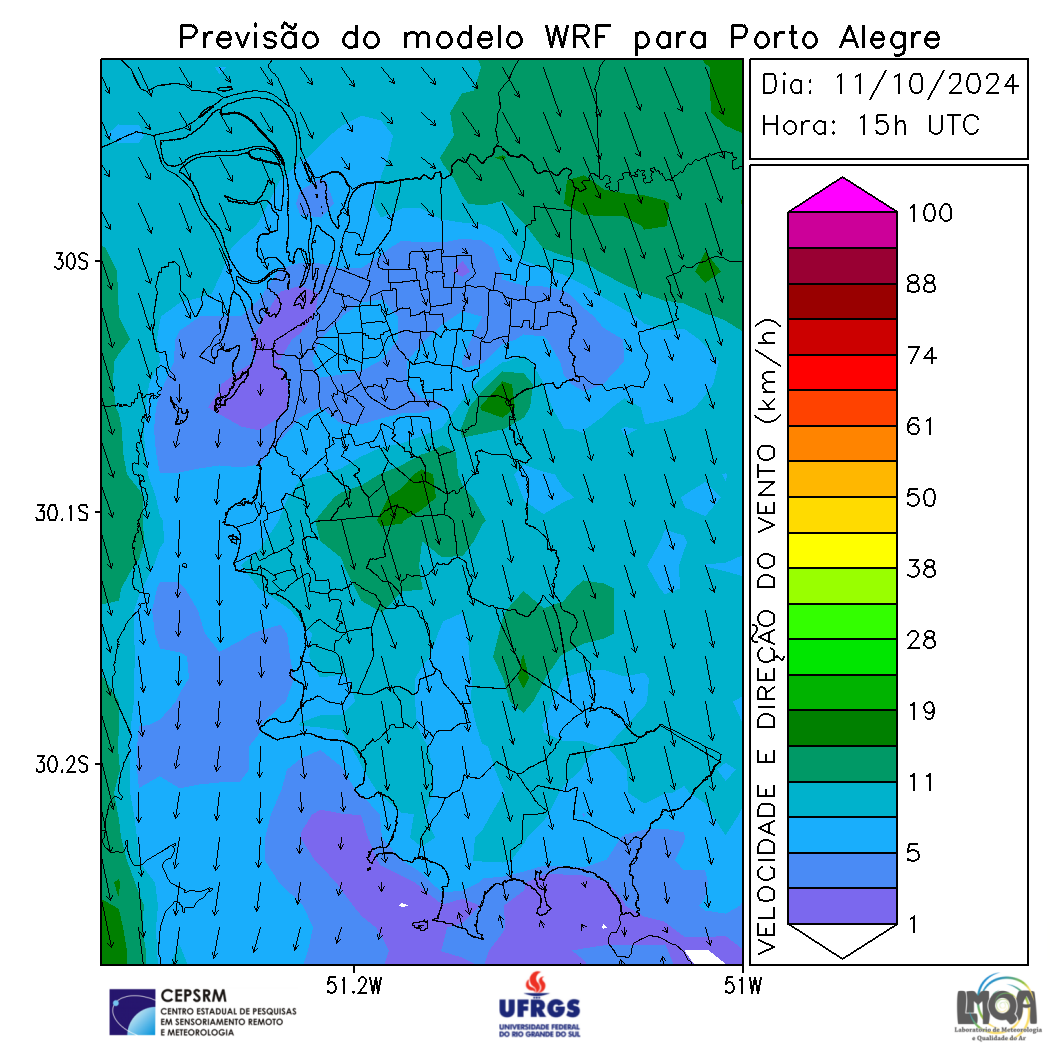 Previsão do modelo WRF para Porto Alegre
Dia: 11/10/2024
Hora: 15h UTC
30S
30.1S
30.2S
51.2W
51W
VELOCIDADE E DIREÇÃO DO VENTO (km/h)
100
88
74
61
50
38
28
19
11
5
1
CEPSRM
CENTRO ESTADUAL DE PESQUISAS
EM SENSORIAMENTO REMOTO
E METEOROLOGIA
UFRGS
UNIVERSIDADE FEDERAL
DO RIO GRANDE DO SUL
LMQA
Laboratório de Meteorologia
e Qualidade do Ar